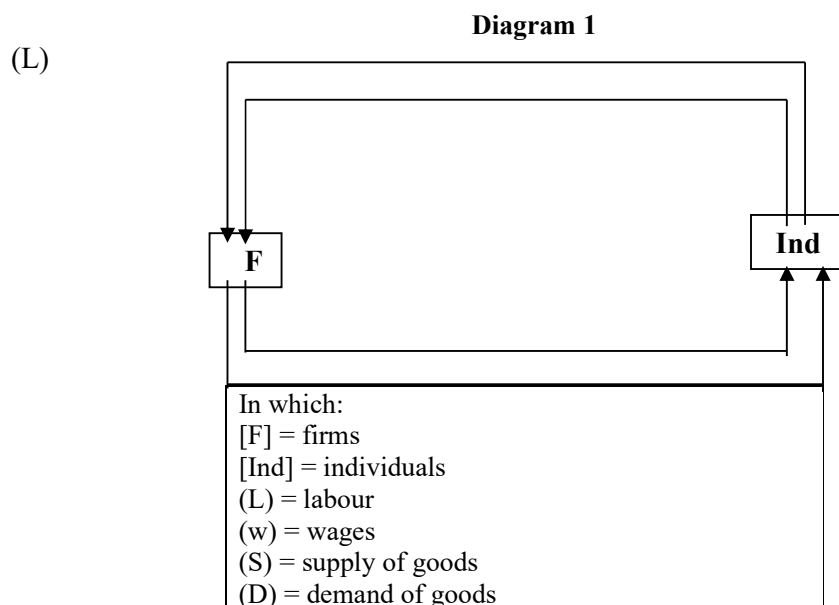 Diagram 1
(L)
F
Ind
In which:
[F] = firms
[Ind] = individuals
(L) = labour
(w) = wages
(S) = supply of goods
(D) = demand of goods